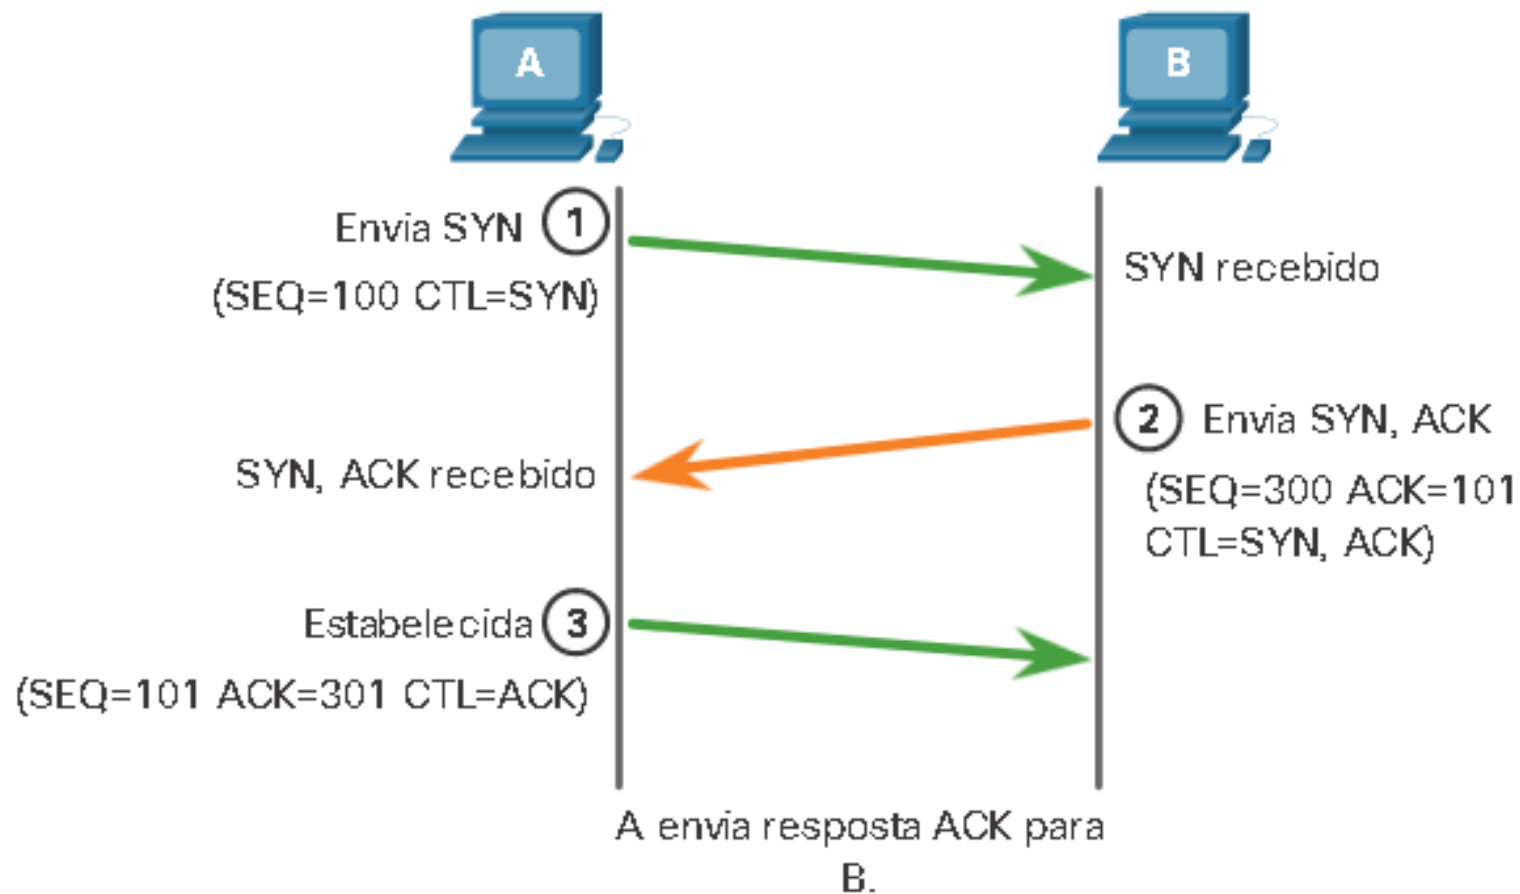 A
B
Envia SYN 1
(SEQ=100 CTL=SYN)
SYN recebido
2 Envia SYN, ACK
(SEQ=300 ACK=101
CTL=SYN, ACK)
SYN, ACK recebido
Estabelecida 3
(SEQ=101 ACK=301 CTL=ACK)
A envia resposta ACK para
B.